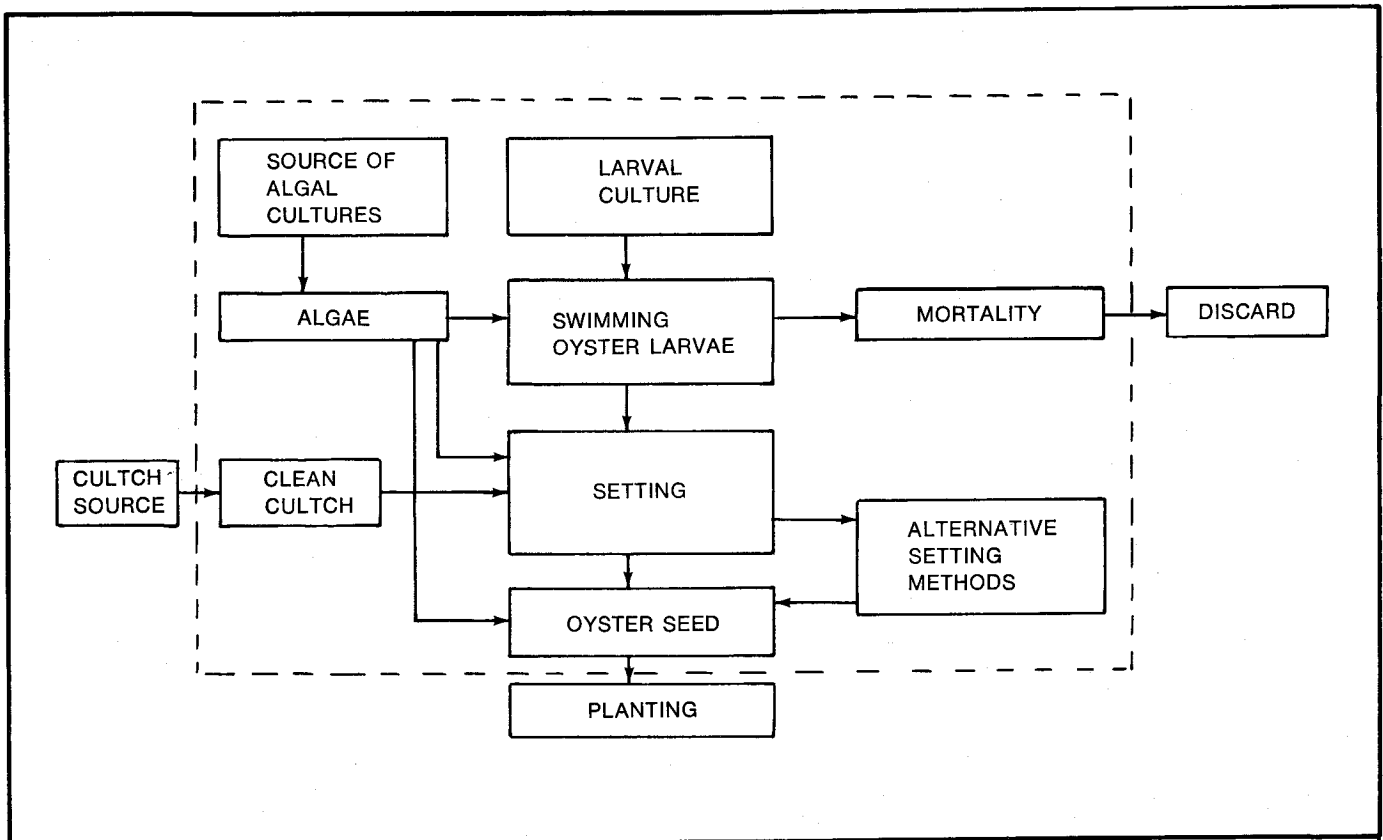 SOURCE OF
ALGAL
CULTURES
LARVAL
CULTURE
ALGAE
SWIMMING
OYSTER LARVAE
MORTALITY
DISCARD
CULTCH
SOURCE
CLEAN
CULTCH
SETTING
ALTERNATIVE
SETTING
METHODS
OYSTER SEED
PLANTING